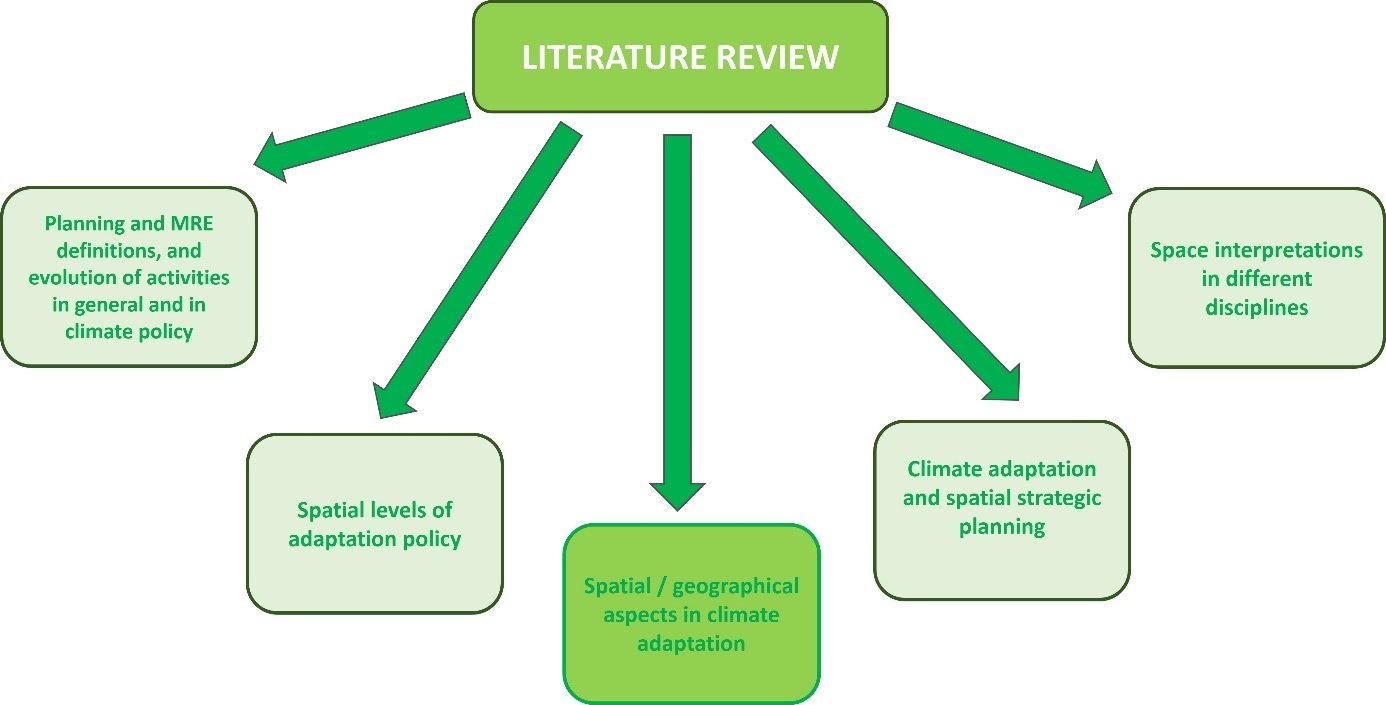 LITERATURE REVIEW
Planning and MRE
definitions, and
evolution of activities
in general and in
climate policy
Spatial levels of
adaptation policy
Spatial / geographical
aspects in climate
adaptation
Climate adaptation
and spatial strategic
planning
Space interpretations
in different
disciplines